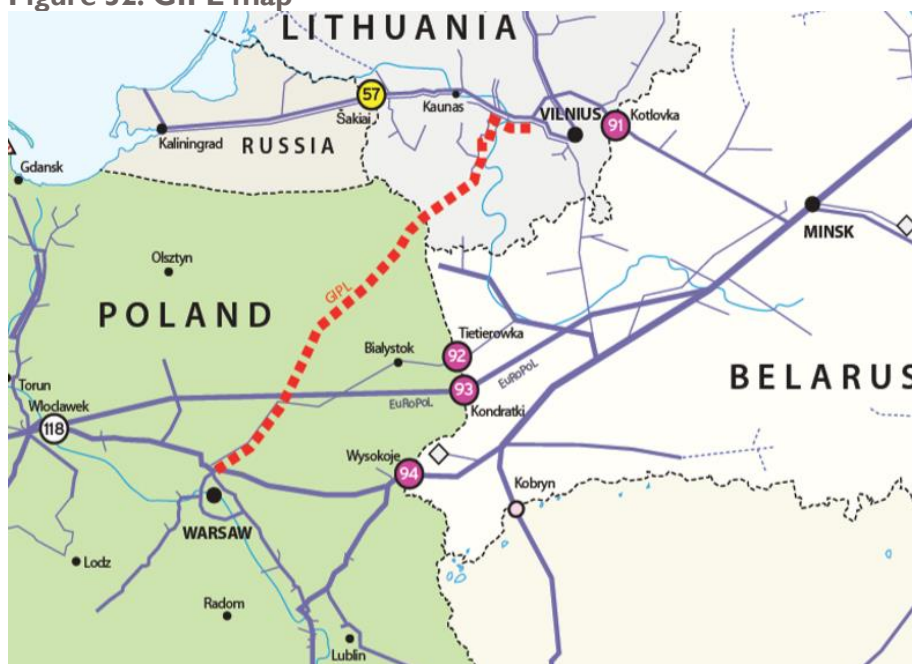 Figure 32. GIPL map
LITHUANIA
57
Šakiai
Kaunas
VILNIUS
91
Kotlovka
Kaliningrad
RUSSIA
Gdansk
MINSK
Olsztyn
GIPL
POLAND
Tietierowka
Bialystok
92
EuRoPoL
BELARUS
Torun
93
EuRoPoL
Kondratki
Wloclawek
118
Wysokoje
94
Kobryn
WARSAW
Lodz
Radom
Lublin